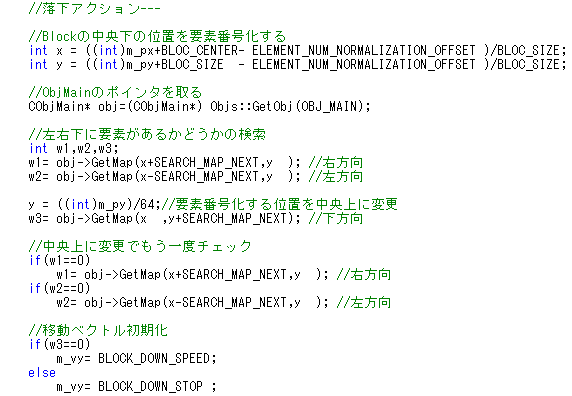 //落下アクション---
//Blockの中央下の位置を要素番号化する
int x = ((int)m_px+BLOC_CENTER- ELEMENT_NUM_NORMALIZATION_OFFSET )/BLOC_SIZE;
int y = ((int)m_py+BLOC_SIZE  - ELEMENT_NUM_NORMALIZATION_OFFSET )/BLOC_SIZE;
//ObjMainのポインタを取る
CObjMain* obj=(CObjMain*) Objs::GetObj(OBJ_MAIN);
//左右下に要素があるかどうかの検索
int w1,w2,w3;
w1= obj->GetMap(x+SEARCH_MAP_NEXT,y  ); //右方向
w2= obj->GetMap(x-SEARCH_MAP_NEXT,y  ); //左方向
y = ((int)m_py)/64;//要素番号化する位置を中央上に変更
w3= obj->GetMap(x  ,y+SEARCH_MAP_NEXT); //下方向
//中央上に変更でもう一度チェック
if(w1==0)
    w1= obj->GetMap(x+SEARCH_MAP_NEXT,y  ); //右方向
if(w2==0)
    w2= obj->GetMap(x-SEARCH_MAP_NEXT,y  ); //左方向
//移動ベクトル初期化
if(w3==0)
    m_vy= BLOCK_DOWN_SPEED;
else
    m_vy= BLOCK_DOWN_STOP ;